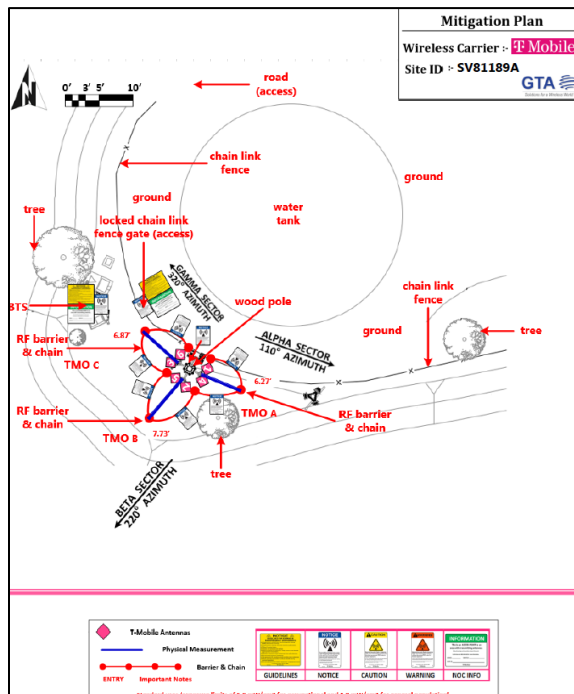 Mitigation Plan
Wireless Carrier :- T Mobile
Site ID :- SV81189A
GTA
N
0' 3' 5' 10'
road
(access)
chain link
fence
ground
ground
tree
locked chain link
fence gate (access)
water
tank
GAMMA SECTOR
320° AZIMUTH
chain link
fence
BTS
wood pole
6.87'
ALPHA SECTOR
110° AZIMUTH
ground
tree
RF barrier
& chain
TMO C
6.27'
RF barrier
& chain
TMO A
RF barrier
& chain
TMO B
7.73'
tree
BETA SECTOR
220° AZIMUTH
T-Mobile Antennas
Physical Measurement
Barrier & Chain
ENTRY Important Notes
NOTICE
NOTICE
CAUTION
WARNING
INFORMATION
GUIDELINES
NOTICE
CAUTION
WARNING
NOC INFO